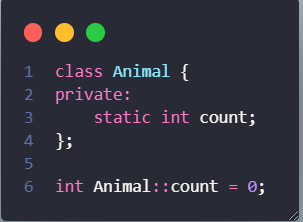 1 class Animal {
2 private:
3     static int count;
4 };
5
6 int Animal::count = 0;